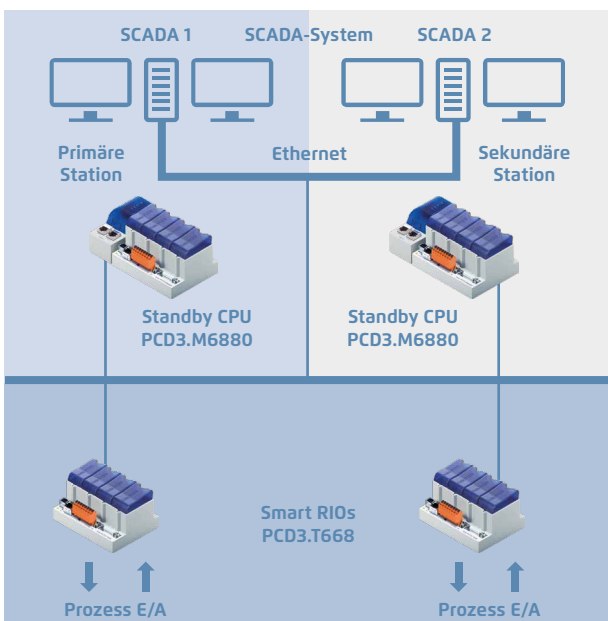 SCADA 1
SCADA-System
SCADA 2
Primäre
Station
Ethernet
Sekundäre
Station
Standby CPU
PCD3.M6880
Standby CPU
PCD3.M6880
Smart RIOs
PCD3.T668
Prozess E/A
Prozess E/A